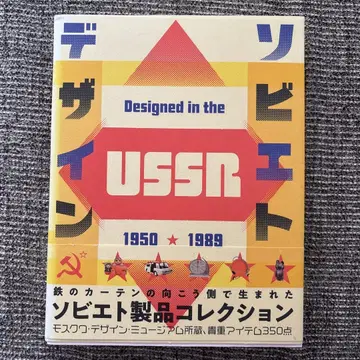 ソビエト
デザイン
Designed in the
USSR
1950 ★ 1989
鉄のカーテンの向こう側で生まれた
ソビエト製品コレクション
モスクワ・デザイン・ミュージアム所蔵、貴重アイテム350点